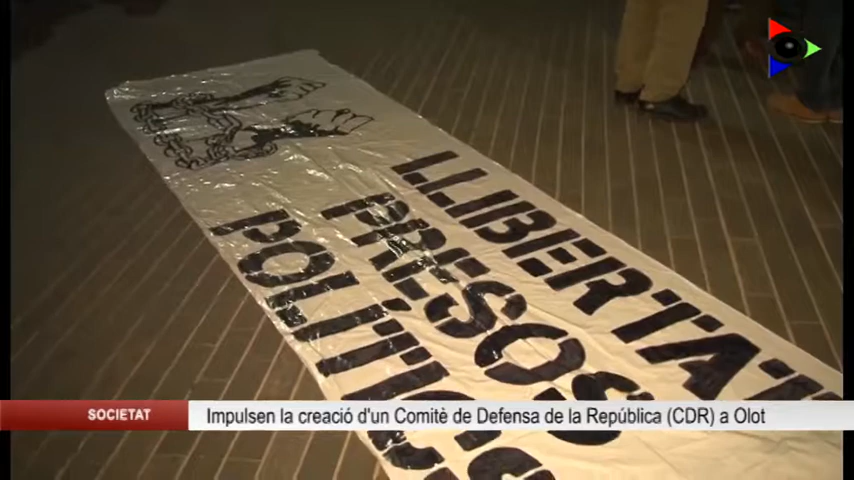 LLIBERTAT
PRESOS
POLÍTICS
SOCIETAT
Impulsen la creació d'un Comitè de Defensa de la República (CDR) a Olot